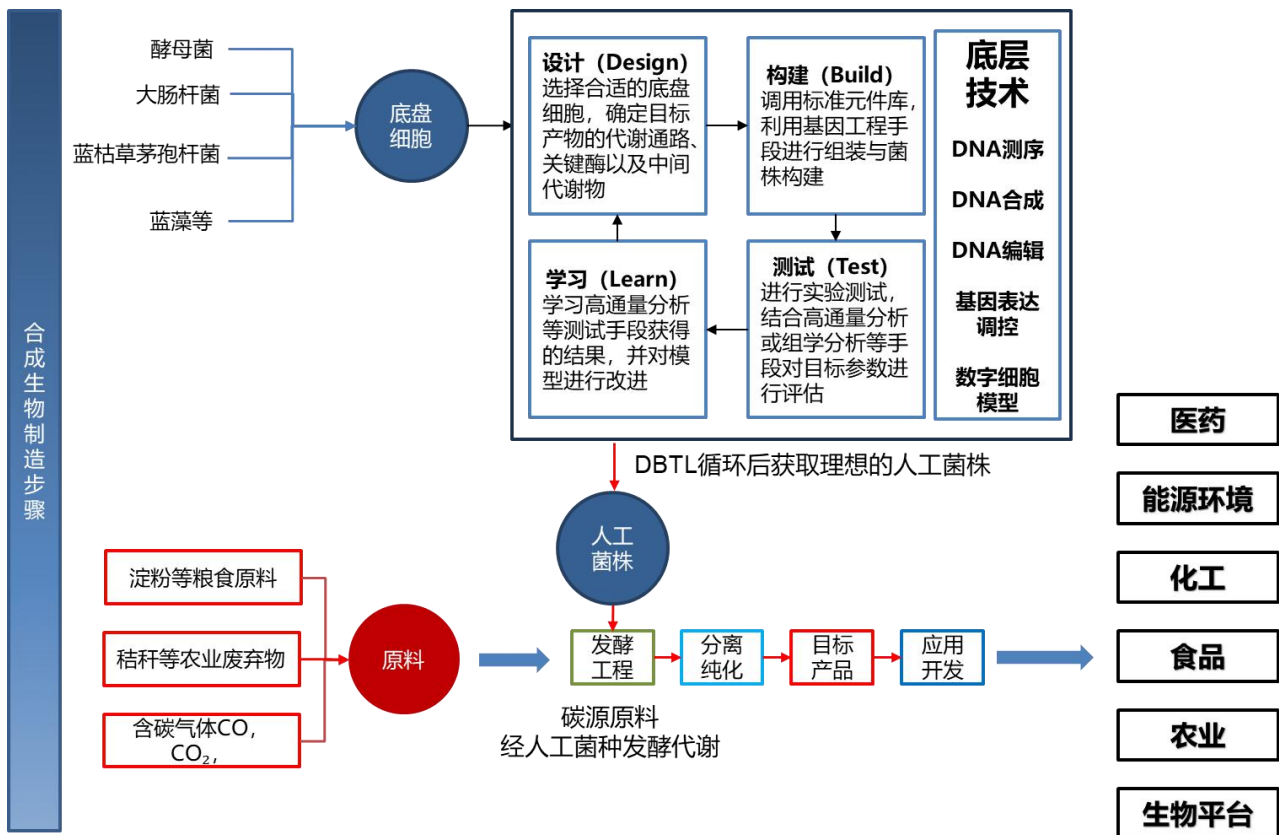 合成生物制造步骤
酵母菌
大肠杆菌
蓝枯草茅孢杆菌
蓝藻等
底盘
细胞
设计（Design）
选择合适的底盘
细胞，确定目标
产物的代谢通路、
关键酶以及中间
代谢物
构建（Build）
调用标准元件库，
利用基因工程手
段进行组装与菌
株构建
学习（Learn）
学习高通量分析
等测试手段获得
的结果，并对模
型进行改进
测试（Test）
进行实验测试，
结合高通量分析
或组学分析等手
段对目标参数进
行评估
底层
技术
DNA测序
DNA合成
DNA编辑
基因表达
调控
数字细胞
模型
DBTL循环后获取理想的人工菌株
人工
菌株
淀粉等粮食原料
秸秆等农业废弃物
含碳气体CO，
CO₂，
原料
发酵
工程
分离
纯化
目标
产品
应用
开发
碳源原料
经人工菌种发酵代谢
医药
能源环境
化工
食品
农业
生物平台